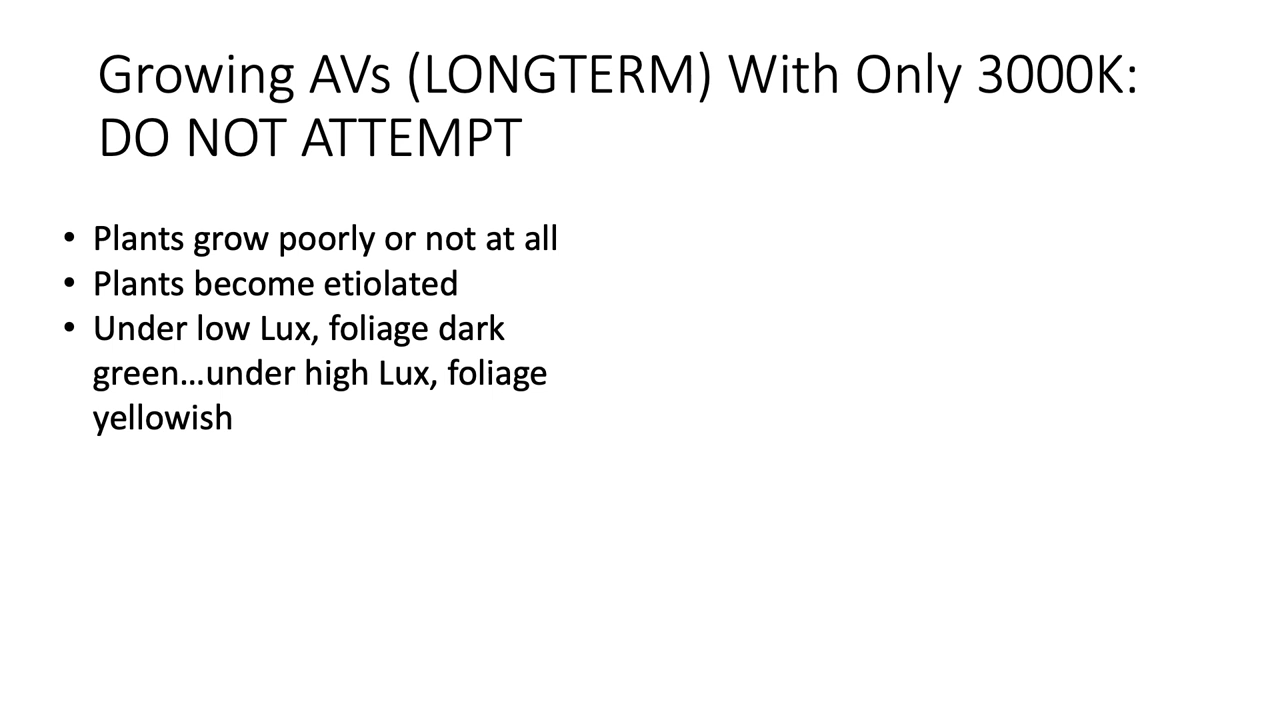 Growing AVs (LONGTERM) With Only 3000K:
DO NOT ATTEMPT
• Plants grow poorly or not at all
• Plants become etiolated
• Under low Lux, foliage dark
green...under high Lux, foliage
yellowish